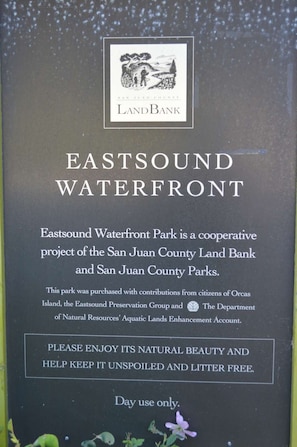 SAN JUAN COUNTY
LANDBANK
EASTSOUND
WATERFRONT
Eastsound Waterfront Park is a cooperative
project of the San Juan County Land Bank
and San Juan County Parks.
This park was purchased with contributions from citizens of Orcas
Island, the Eastsound Preservation Group and The Department
of Natural Resources' Aquatic Lands Enhancement Account.
PLEASE ENJOY ITS NATURAL BEAUTY AND
HELP KEEP IT UNSPOILED AND LITTER FREE.
Day use only.